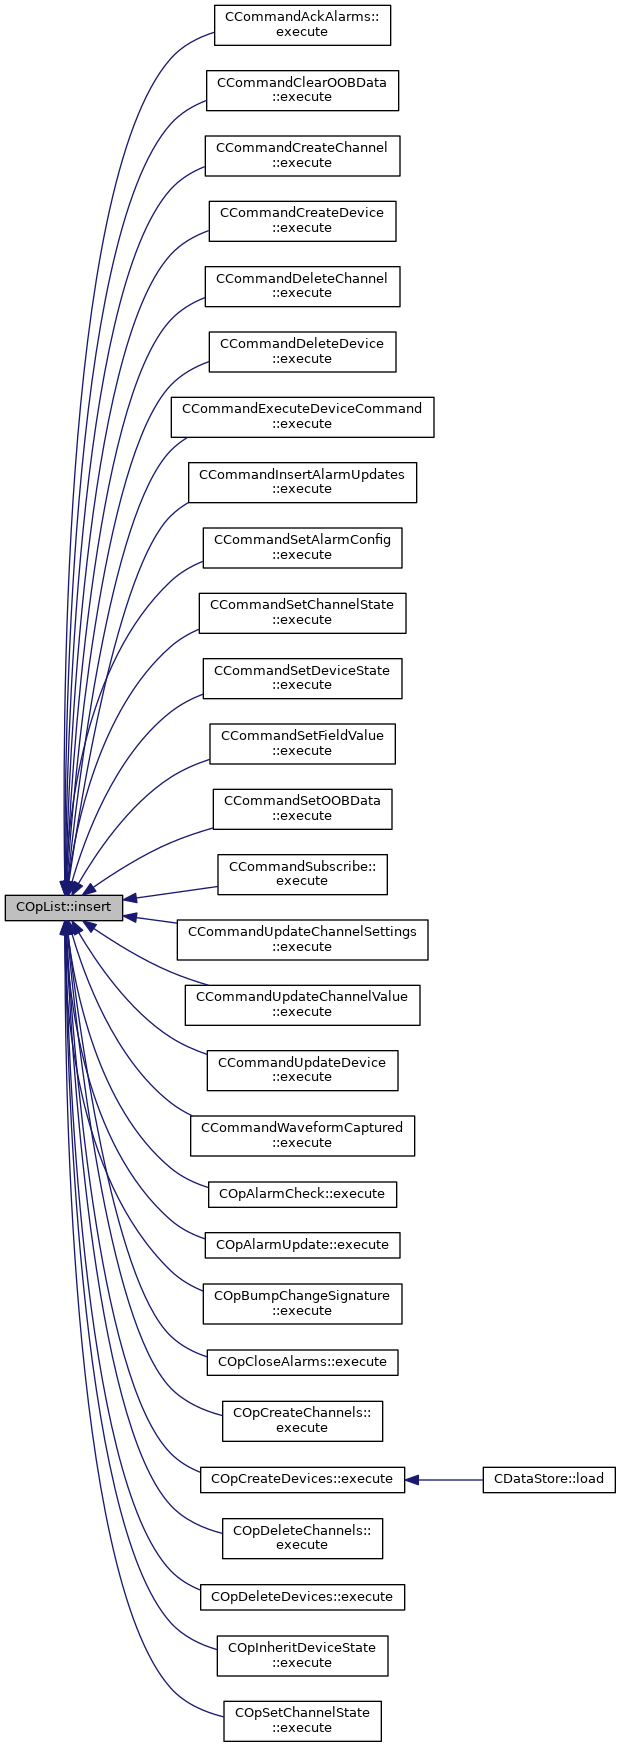 CCommandAckAlarms::
execute
CCommandClearOOBData
::execute
CCommandCreateChannel
::execute
CCommandCreateDevice
::execute
CCommandDeleteChannel
::execute
CCommandDeleteDevice
::execute
CCommandExecuteDeviceCommand
::execute
CCommandInsertAlarmUpdates
::execute
CCommandSetAlarmConfig
::execute
CCommandSetChannelState
::execute
CCommandSetDeviceState
::execute
CCommandSetFieldValue
::execute
CCommandSetOOBData
::execute
CCommandSubscribe::
execute
COpList::insert
CCommandUpdateChannelSettings
::execute
CCommandUpdateChannelValue
::execute
CCommandUpdateDevice
::execute
CCommandWaveformCaptured
::execute
COpAlarmCheck::execute
COpAlarmUpdate::execute
COpBumpChangeSignature
::execute
COpCloseAlarms::execute
COpCreateChannels::
execute
COpCreateDevices::execute
CDataStore::load
COpDeleteChannels::
execute
COpDeleteDevices::execute
COpInheritDeviceState
::execute
COpSetChannelState
::execute